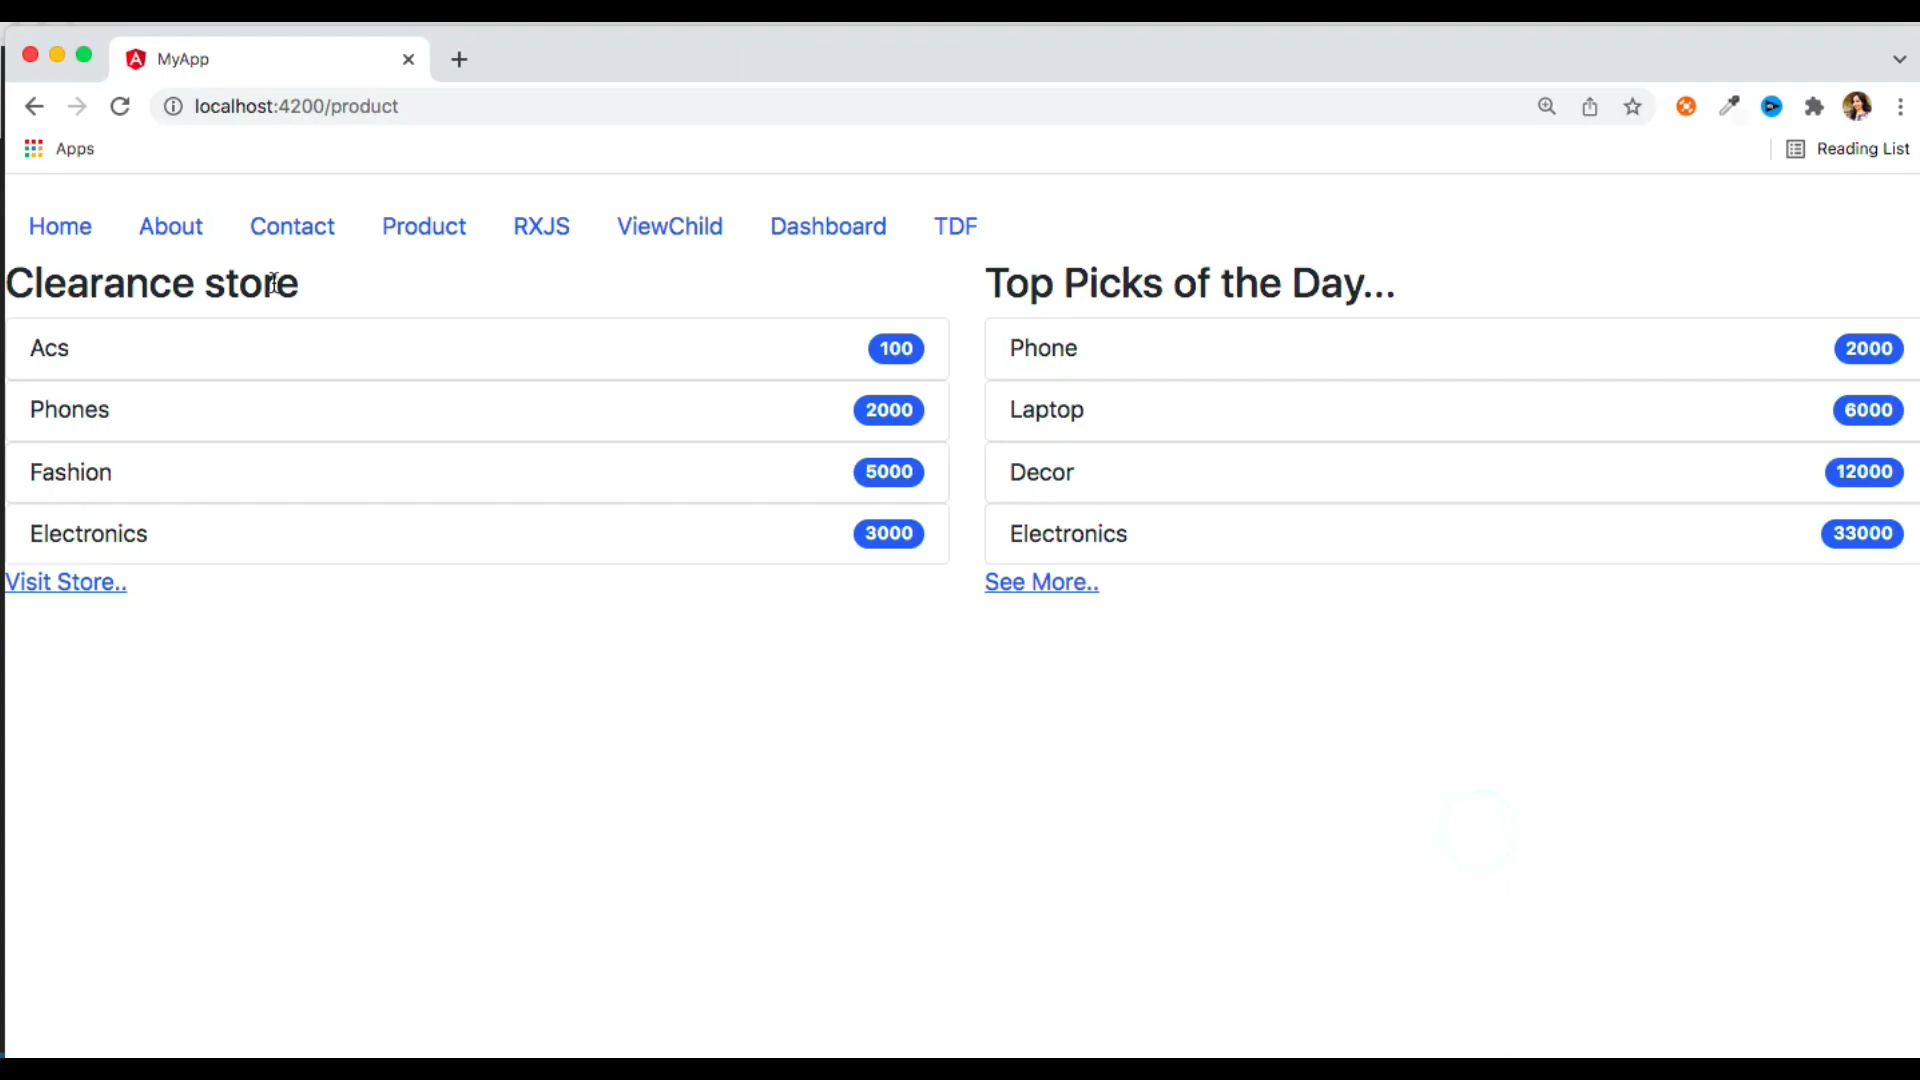 MyApp
localhost:4200/product
Apps
Reading List
Home About Contact Product RXJS ViewChild Dashboard TDF
Clearance store
Acs 100
Phones 2000
Fashion 5000
Electronics 3000
Visit Store..
Top Picks of the Day...
Phone 2000
Laptop 6000
Decor 12000
Electronics 33000
See More..